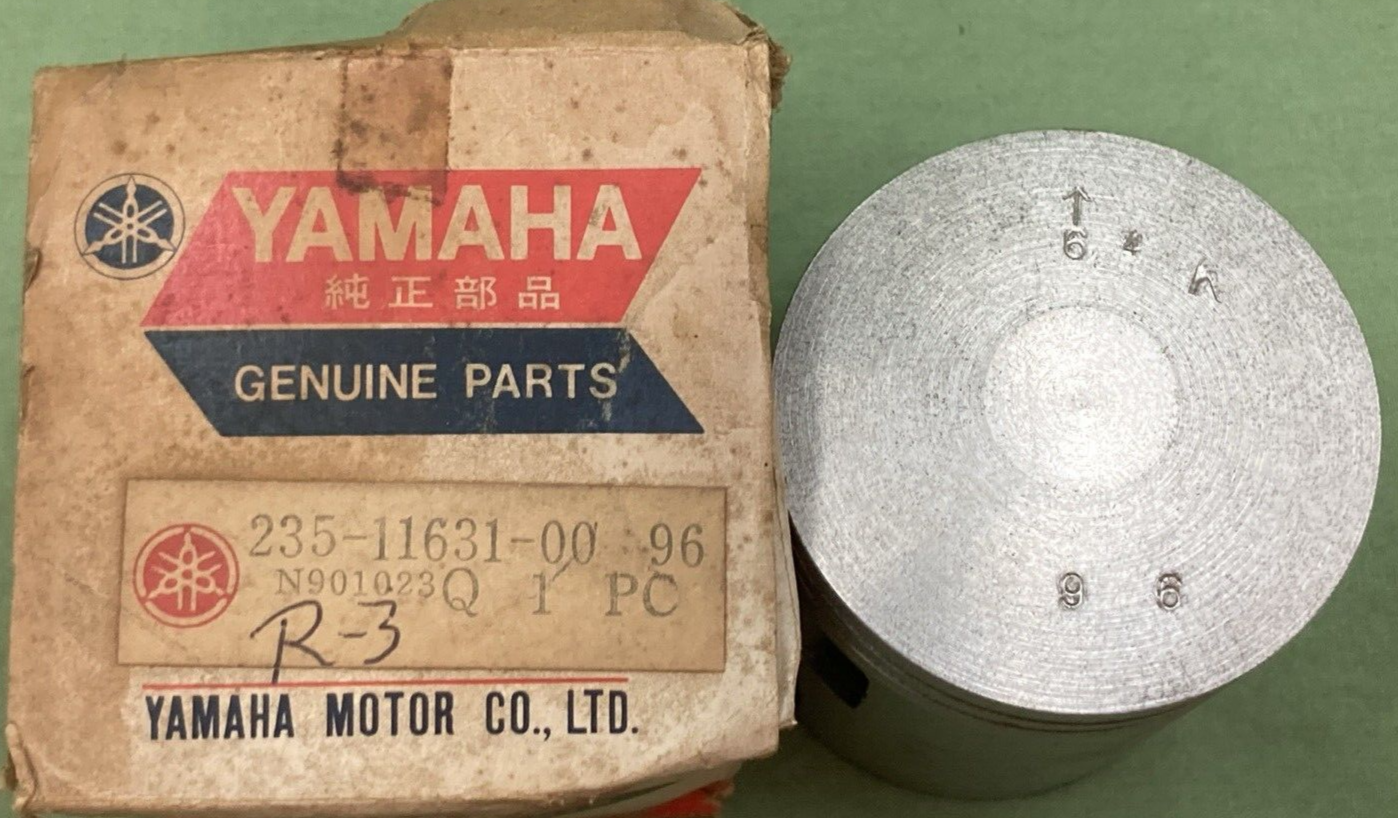 YAMAHA
純正部品
GENUINE PARTS
235-11631-00 96
N901023Q 1 PC
R-3
YAMAHA MOTOR CO., LTD.
↑
6
9 6